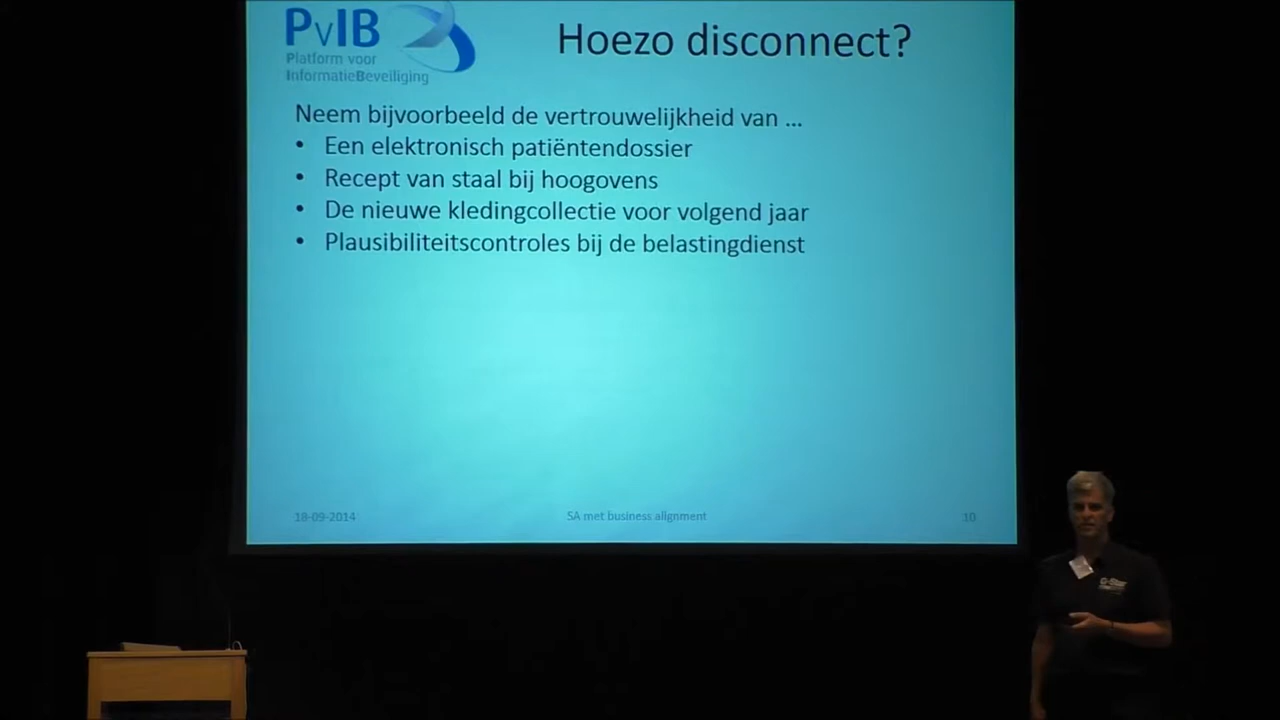 PvIB
Platform voor
InformatieBeveiliging
Hoezo disconnect?
Neem bijvoorbeeld de vertrouwelijkheid van ...
• Een elektronisch patiëntendossier
• Recept van staal bij hoogovens
• De nieuwe kledingcollectie voor volgend jaar
• Plausibiliteitscontroles bij de belastingdienst
18-09-2014
SA met business alignment
10